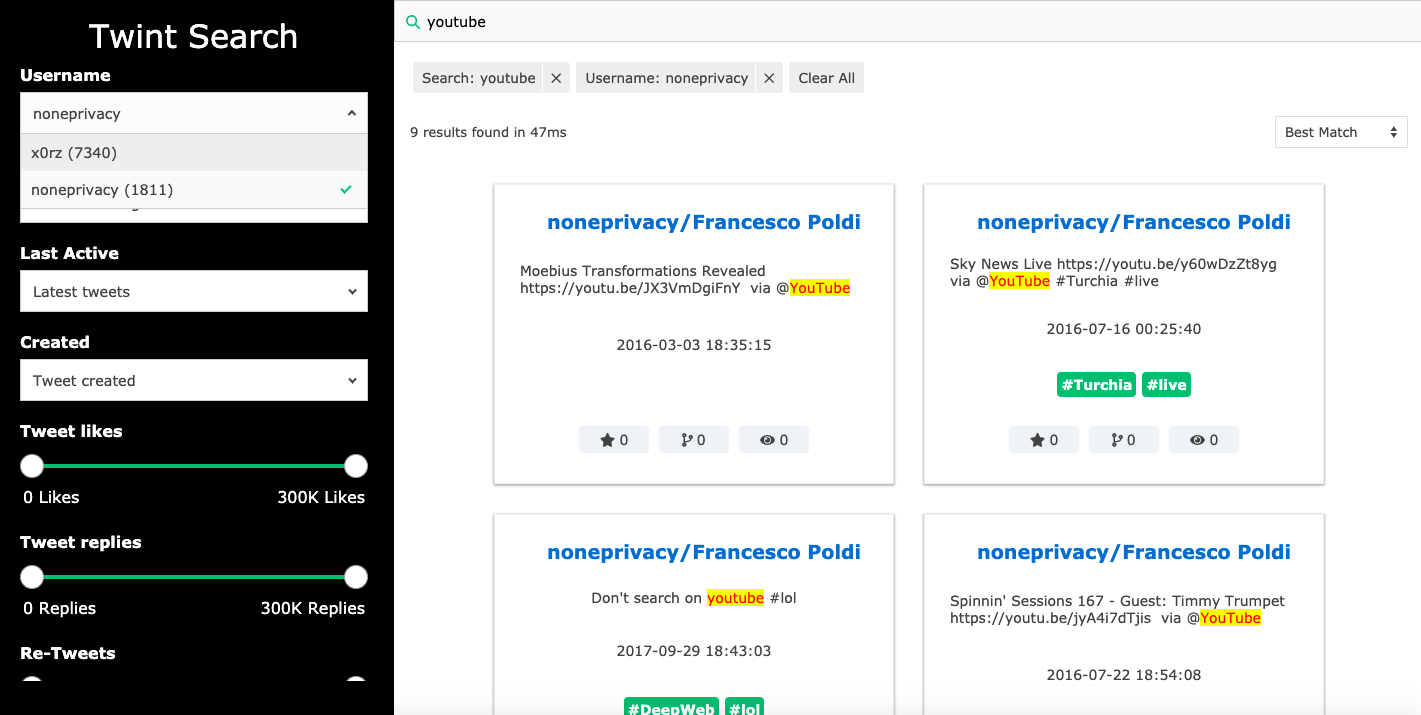 Twint Search
Username
noneprivacy
x0rz (7340)
noneprivacy (1811)
Last Active
Latest tweets
Created
Tweet created
Tweet likes
0 Likes 300K Likes
Tweet replies
0 Replies 300K Replies
Re-Tweets
youtube
Search: youtube ✕ Username: noneprivacy ✕ Clear All
9 results found in 47ms
Best Match
noneprivacy/Francesco Poldi
Moebius Transformations Revealed
https://youtu.be/JX3VmDgiFnY via @YouTube
2016-03-03 18:35:15
0 0 0
noneprivacy/Francesco Poldi
Sky News Live https://youtu.be/y60wDzZt8yg
via @YouTube #Turchia #live
2016-07-16 00:25:40
#Turchia #live
0 0 0
noneprivacy/Francesco Poldi
Don't search on youtube #lol
2017-09-29 18:43:03
#DeepWeb #lol
noneprivacy/Francesco Poldi
Spinnin' Sessions 167 - Guest: Timmy Trumpet
https://youtu.be/jyA4i7dTjis via @YouTube
2016-07-22 18:54:08